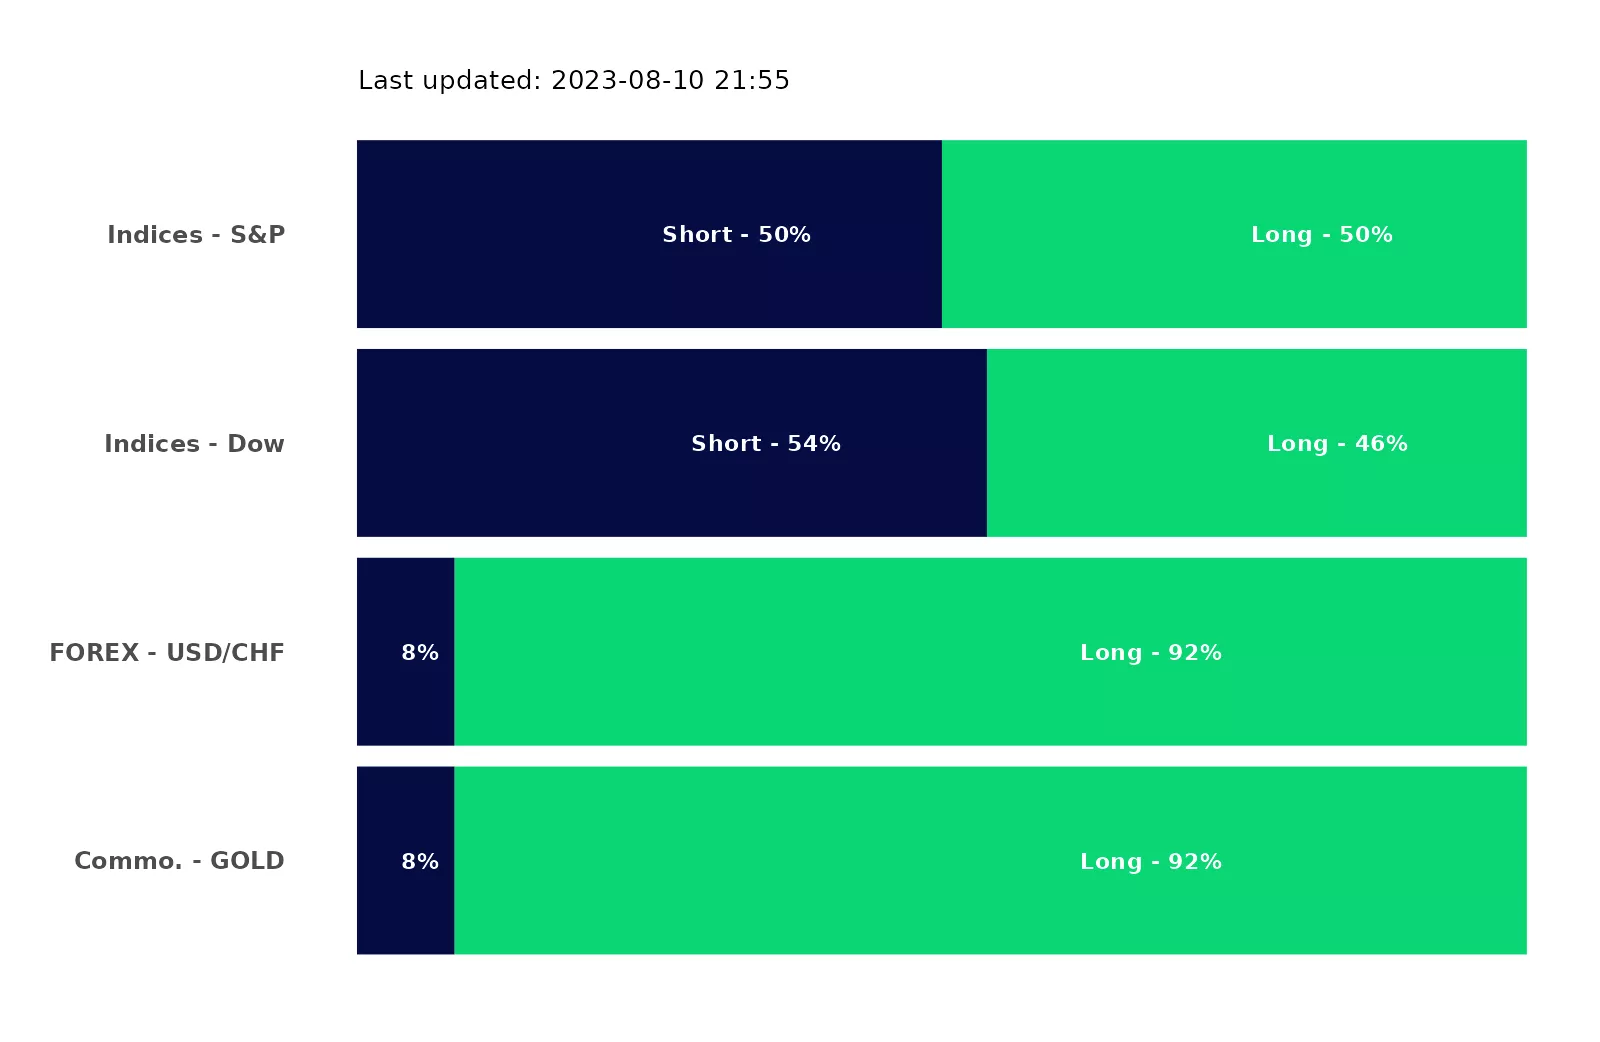 Last updated: 2023-08-10 21:55
Indices - S&P Short - 50% Long - 50%
Indices - Dow Short - 54% Long - 46%
FOREX - USD/CHF 8% Long - 92%
Commo. - GOLD 8% Long - 92%